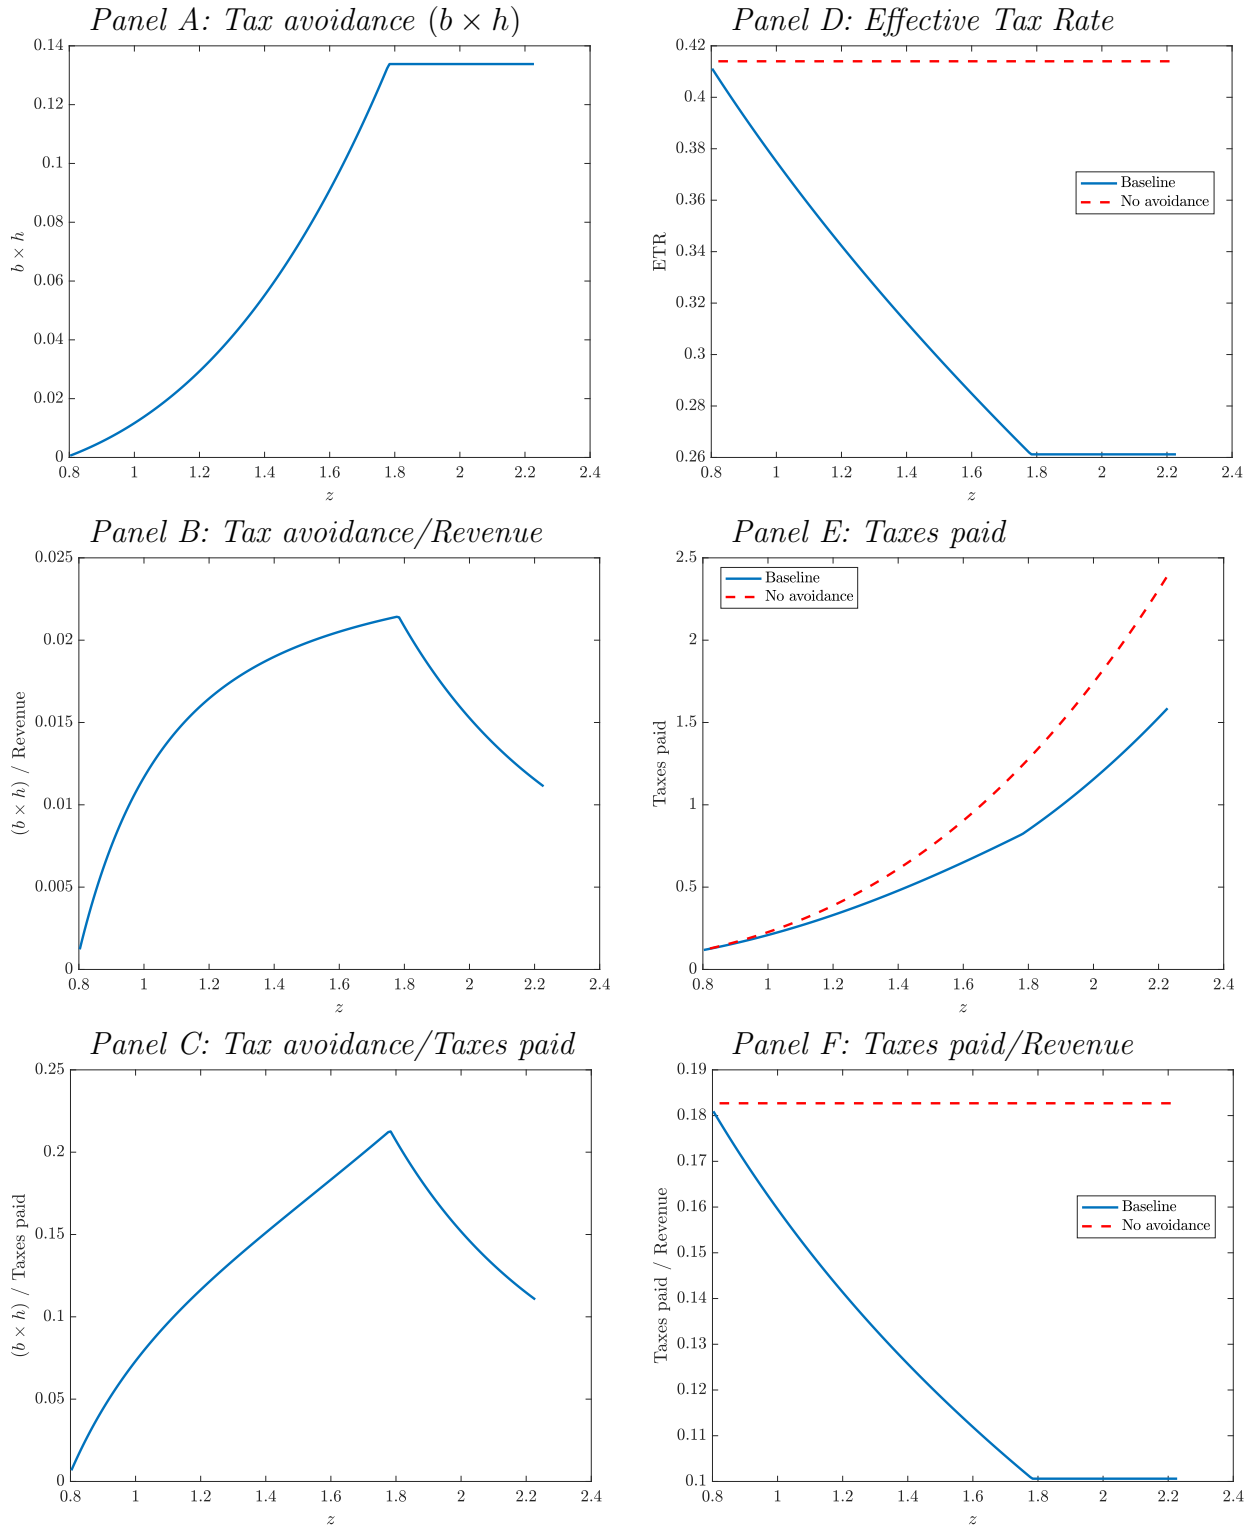 Panel A: Tax avoidance (b × h)
0.14
0.12
0.1
0.08
0.06
0.04
0.02
0
b × h
0.8 1 1.2 1.4 1.6 1.8 2 2.2 2.4
z
Panel D: Effective Tax Rate
0.42
0.4
0.38
0.36
0.34
0.32
0.3
0.28
0.26
ETR
Baseline
No avoidance
0.8 1 1.2 1.4 1.6 1.8 2 2.2 2.4
z
Panel B: Tax avoidance/Revenue
0.025
0.02
0.015
0.01
0.005
0
(b × h) / Revenue
0.8 1 1.2 1.4 1.6 1.8 2 2.2 2.4
z
Panel E: Taxes paid
2.5
2
1.5
1
0.5
0
Taxes paid
Baseline
No avoidance
0.8 1 1.2 1.4 1.6 1.8 2 2.2 2.4
z
Panel C: Tax avoidance/Taxes paid
0.25
0.2
0.15
0.1
0.05
0
(b × h) / Taxes paid
0.8 1 1.2 1.4 1.6 1.8 2 2.2 2.4
z
Panel F: Taxes paid/Revenue
0.19
0.18
0.17
0.16
0.15
0.14
0.13
0.12
0.11
0.1
Taxes paid / Revenue
Baseline
No avoidance
0.8 1 1.2 1.4 1.6 1.8 2 2.2 2.4
z